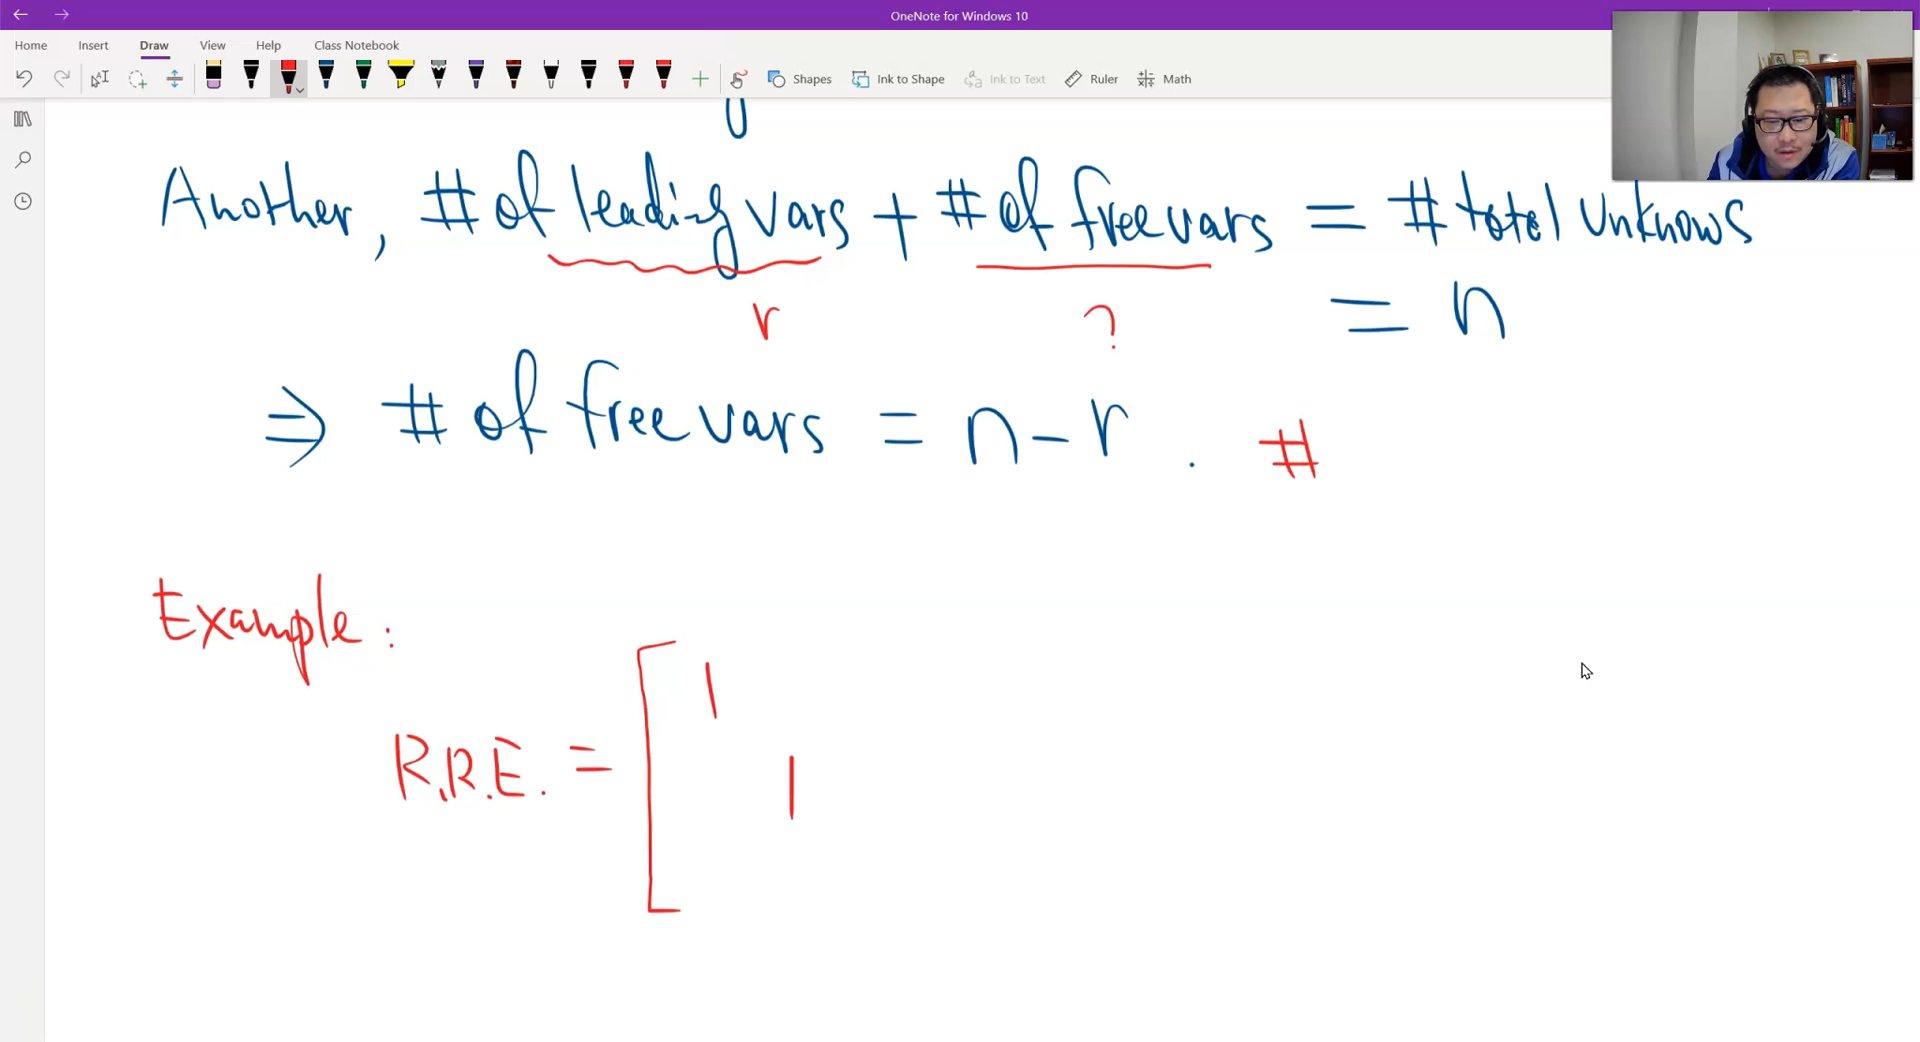 OneNote for Windows 10
Home Insert Draw View Help Class Notebook
Shapes Ink to Shape Ink to Text Ruler Math
Another, # of leading vars + # of free vars = # total unknows
r ? = n
⇒ # of free vars = n - r . #
Example :
R.R.E. = [ 1
1